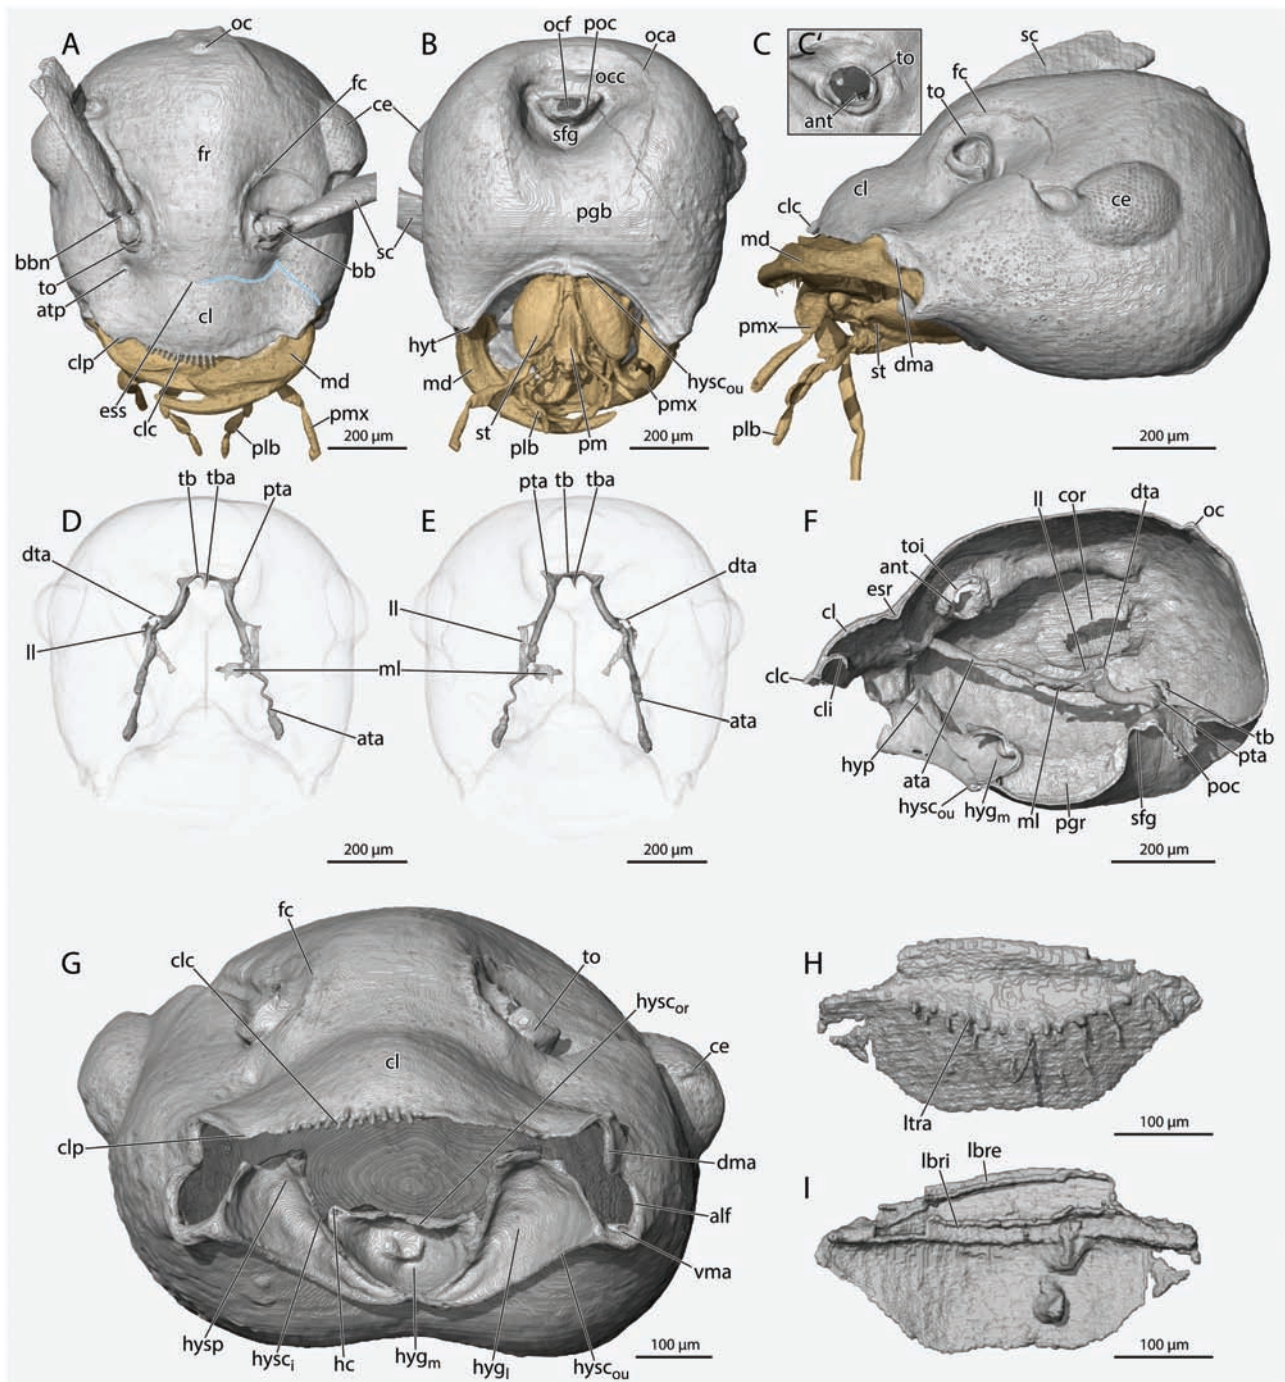 A
oc
fc
ce
fr
bbn
to
atp
clp
ess
clc
cl
bb
sc
md
pmx
plb
200 µm
B
ocf
poc
oca
occ
sfg
pgb
hyt
md
st
plb
pm
pmx
hysc_ou
200 µm
C
C'
to
ant
sc
fc
to
cl
clc
md
ce
pmx
plb
st
dma
200 µm
D
tb
tba
pta
dta
ll
ml
ata
200 µm
E
pta
tb
tba
dta
ll
ata
200 µm
F
ll
cor
dta
oc
toi
ant
esr
cl
clc
cli
hyp
ata
hysc_ou
hyg_m
ml
pgr
sfg
poc
pta
tb
200 µm
G
fc
clc
to
hysc_or
ce
cl
clp
dma
alf
vma
hysp
hysc_i
hc
hyg_m
hyg_l
hysc_ou
100 µm
H
ltra
100 µm
I
lbri
lbre
100 µm